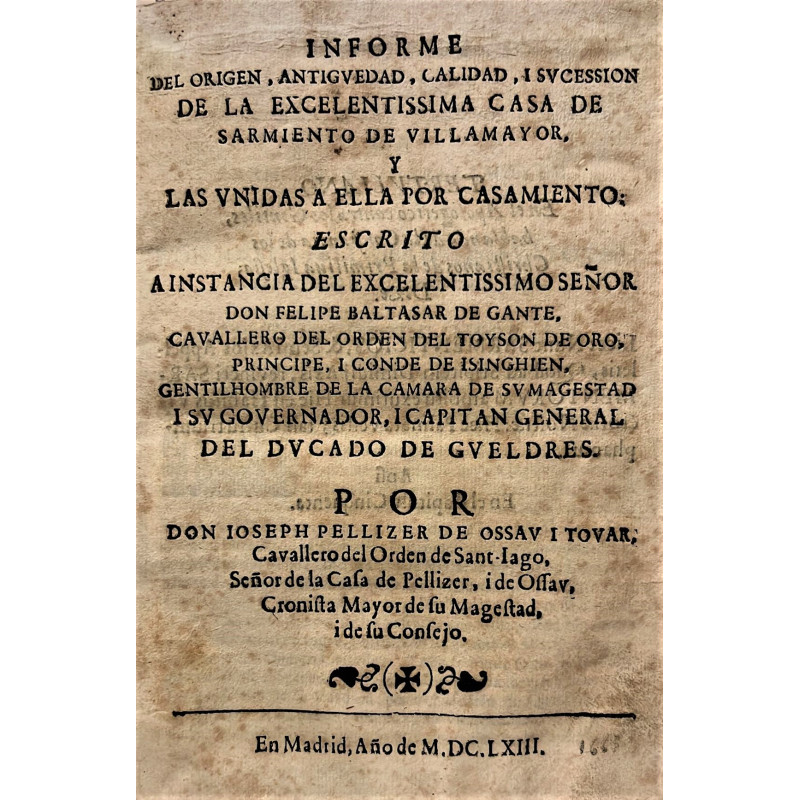 INFORME
DEL ORIGEN, ANTIGVEDAD, CALIDAD, I SVCESSION
DE LA EXCELENTISSIMA CASA DE
SARMIENTO DE VILLAMAYOR,
Y
LAS VNIDAS A ELLA POR CASAMIENTO;
ESCRITO
A INSTANCIA DEL EXCELENTISSIMO SEÑOR
DON FELIPE BALTASAR DE GANTE,
CAVALLERO DEL ORDEN DEL TOYSON DE ORO,
PRINCIPE, I CONDE DE ISINGHIEN,
GENTILHOMBRE DE LA CAMARA DE SV MAGESTAD
I SV GOVERNADOR, I CAPITAN GENERAL
DEL DVCADO DE GVELDRES.
POR
DON IOSEPH PELLIZER DE OSSAV I TOVAR,
Cavallero del Orden de Sant-Iago,
Señor de la Caſa de Pellizer, i de Oſſav,
Croniſta Mayor de ſu Mageſtad,
i de ſu Conſejo.
En Madrid, Año de M.DC.LXIII. 1663